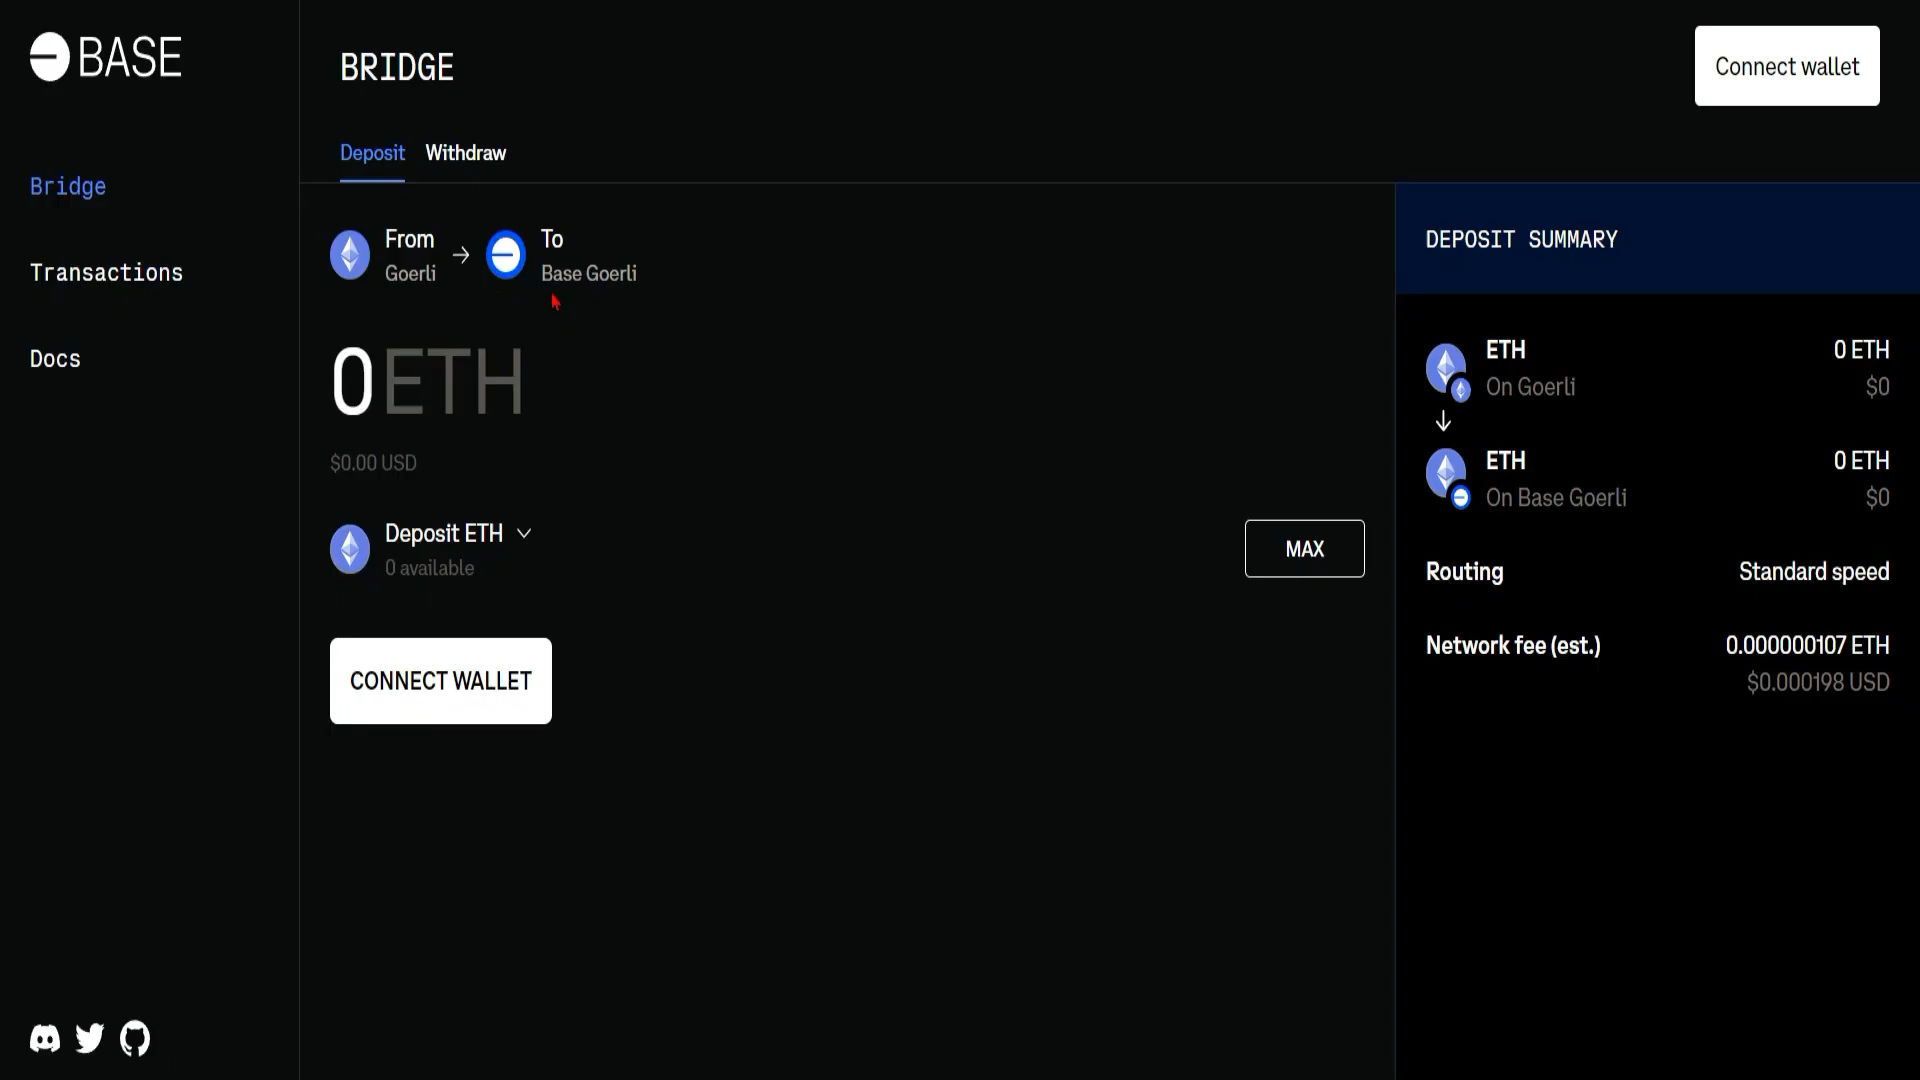 BASE
Bridge
Transactions
Docs
BRIDGE
Connect wallet
Deposit
Withdraw
From
Goerli
To
Base Goerli
0 ETH
$0.00 USD
Deposit ETH
0 available
MAX
CONNECT WALLET
DEPOSIT SUMMARY
ETH 0 ETH
On Goerli $0
ETH 0 ETH
On Base Goerli $0
Routing Standard speed
Network fee (est.) 0.000000107 ETH
$0.000198 USD